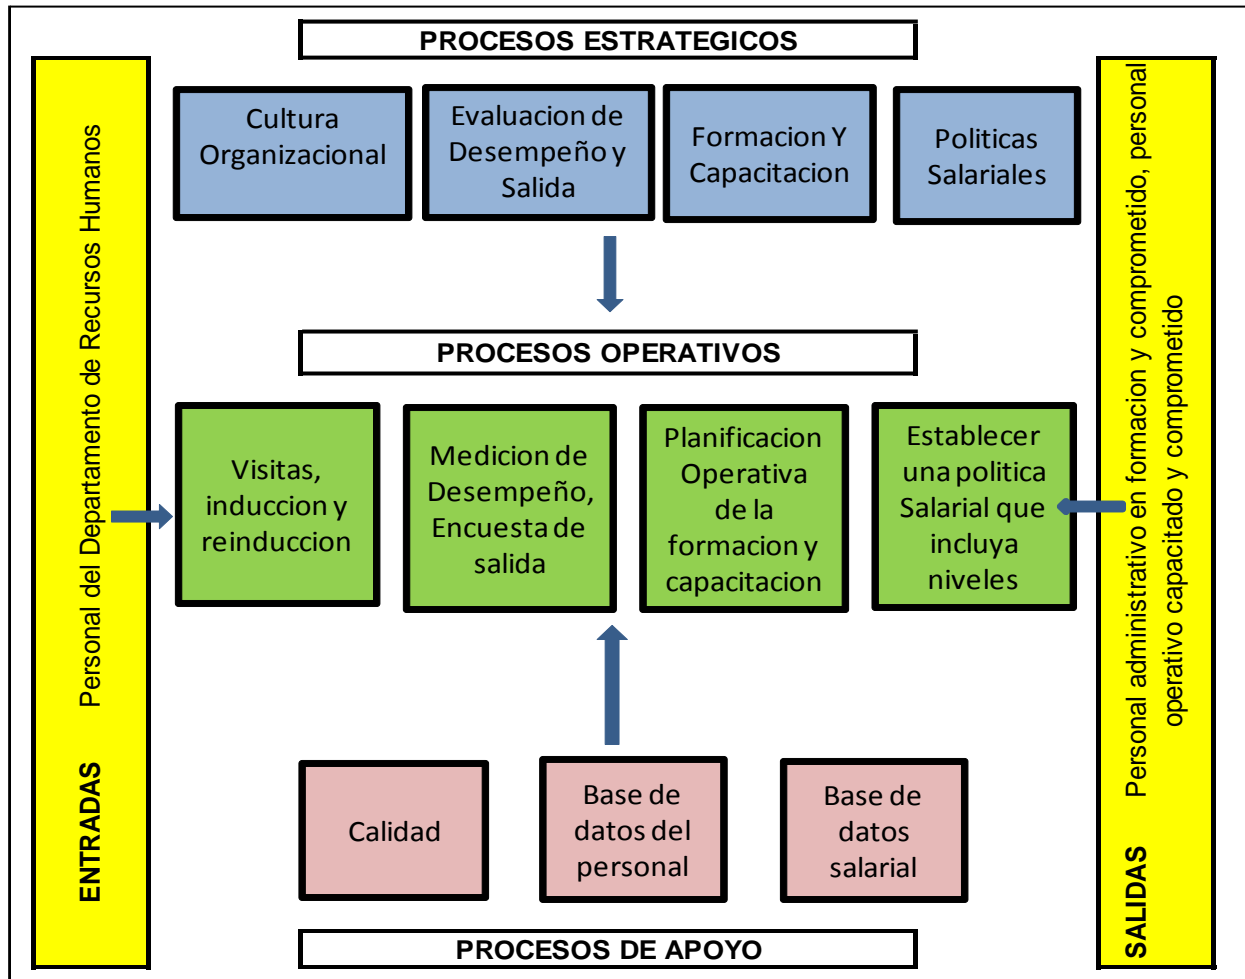 PROCESOS ESTRATEGICOS
Cultura
Organizacional
Evaluacion de
Desempeño y
Salida
Formacion Y
Capacitacion
Politicas
Salariales
ENTRADAS Personal del Departamento de Recursos Humanos
PROCESOS OPERATIVOS
Visitas,
induccion y
reinduccion
Medicion de
Desempeño,
Encuesta de
salida
Planificacion
Operativa
de la
formacion y
capacitacion
Establecer
una politica
Salarial que
incluya
niveles
SALIDAS Personal administrativo en formacion y comprometido, personal
operativo capacitado y comprometido
Calidad
Base de
datos del
personal
Base de
datos
salarial
PROCESOS DE APOYO